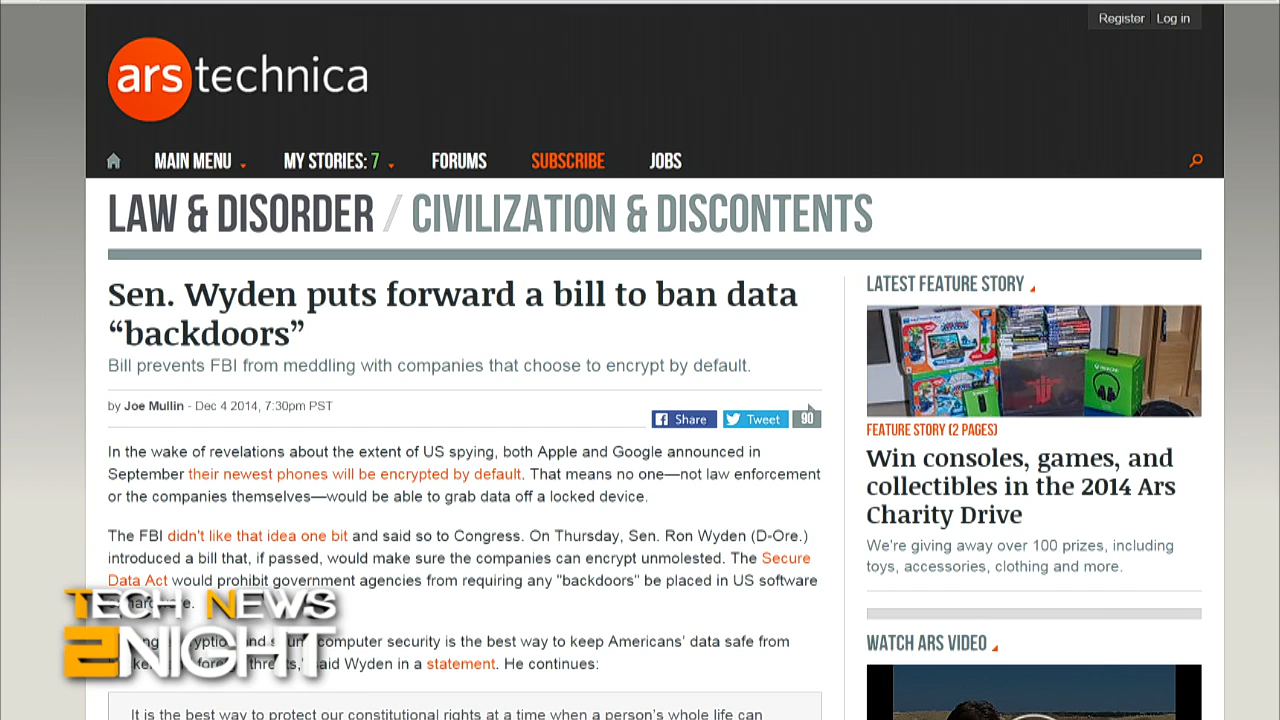 Register Log in
ars technica
MAIN MENU MY STORIES: 7 FORUMS SUBSCRIBE JOBS
LAW & DISORDER / CIVILIZATION & DISCONTENTS
Sen. Wyden puts forward a bill to ban data
“backdoors”
Bill prevents FBI from meddling with companies that choose to encrypt by default.
by Joe Mullin - Dec 4 2014, 7:30pm PST
Share Tweet 90
In the wake of revelations about the extent of US spying, both Apple and Google announced in
September their newest phones will be encrypted by default. That means no one—not law enforcement
or the companies themselves—would be able to grab data off a locked device.
The FBI didn't like that idea one bit and said so to Congress. On Thursday, Sen. Ron Wyden (D-Ore.)
introduced a bill that, if passed, would make sure the companies can encrypt unmolested. The Secure
Data Act would prohibit government agencies from requiring any "backdoors" be placed in US software
computer security is the best way to keep Americans’ data safe from
said Wyden in a statement. He continues:
It is the best way to protect our constitutional rights at a time when a person’s whole life can
TECH NEWS
2NIGHT
LATEST FEATURE STORY
FEATURE STORY (2 PAGES)
Win consoles, games, and
collectibles in the 2014 Ars
Charity Drive
We're giving away over 100 prizes, including
toys, accessories, clothing and more.
WATCH ARS VIDEO